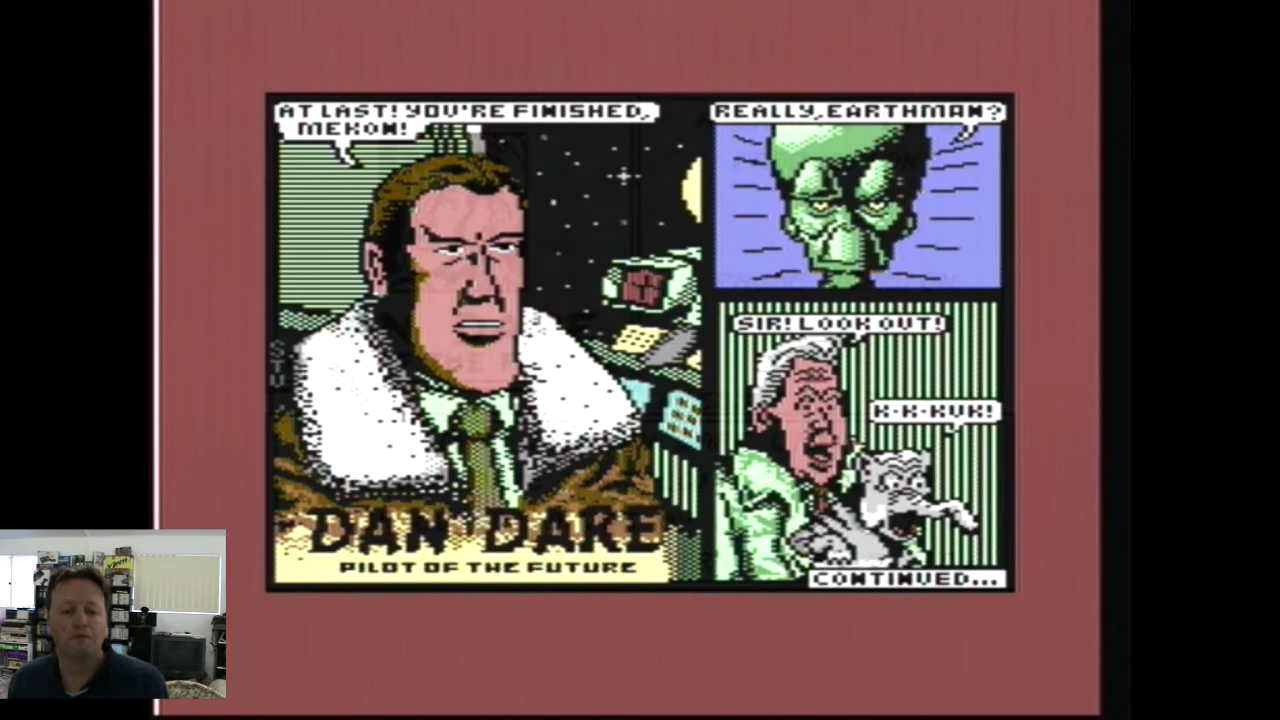 AT LAST! YOU'RE FINISHED,
MEKON!
REALLY, EARTHMAN?
SIR! LOOK OUT!
K-K-KUK!
STU
DAN DARE
PILOT OF THE FUTURE
CONTINUED...